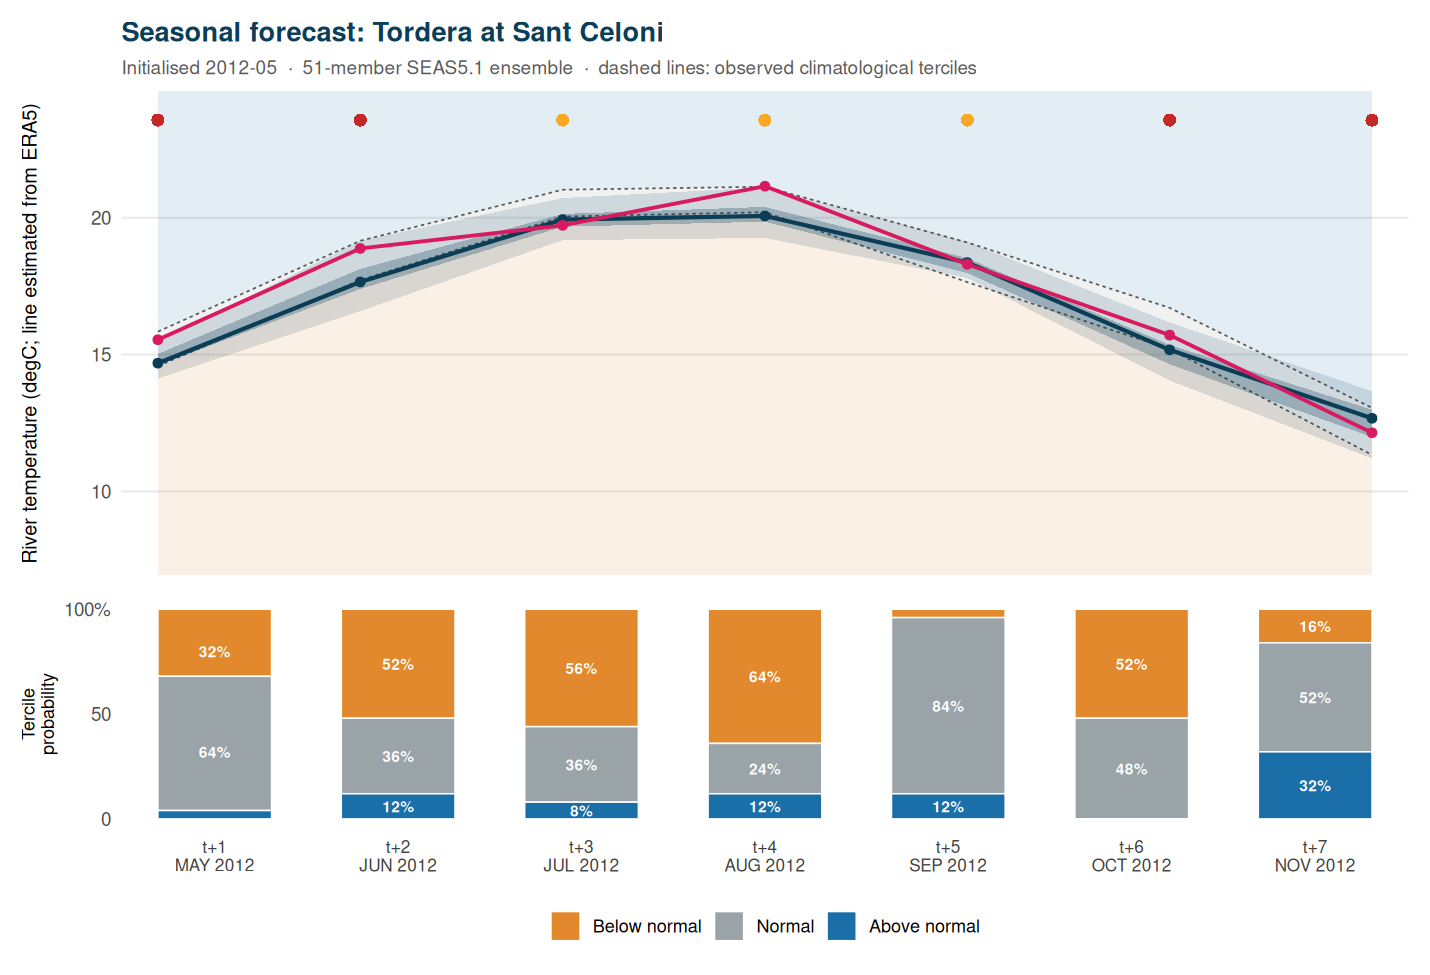 Seasonal forecast: Tordera at Sant Celoni
Initialised 2012-05 · 51-member SEAS5.1 ensemble · dashed lines: observed climatological terciles
River temperature (degC; line estimated from ERA5)
20
15
10
Tercile
probability
100%
50
0
32%
64%
52%
36%
12%
56%
36%
8%
64%
24%
12%
84%
12%
52%
48%
16%
52%
32%
t+1
MAY 2012
t+2
JUN 2012
t+3
JUL 2012
t+4
AUG 2012
t+5
SEP 2012
t+6
OCT 2012
t+7
NOV 2012
Below normal
Normal
Above normal